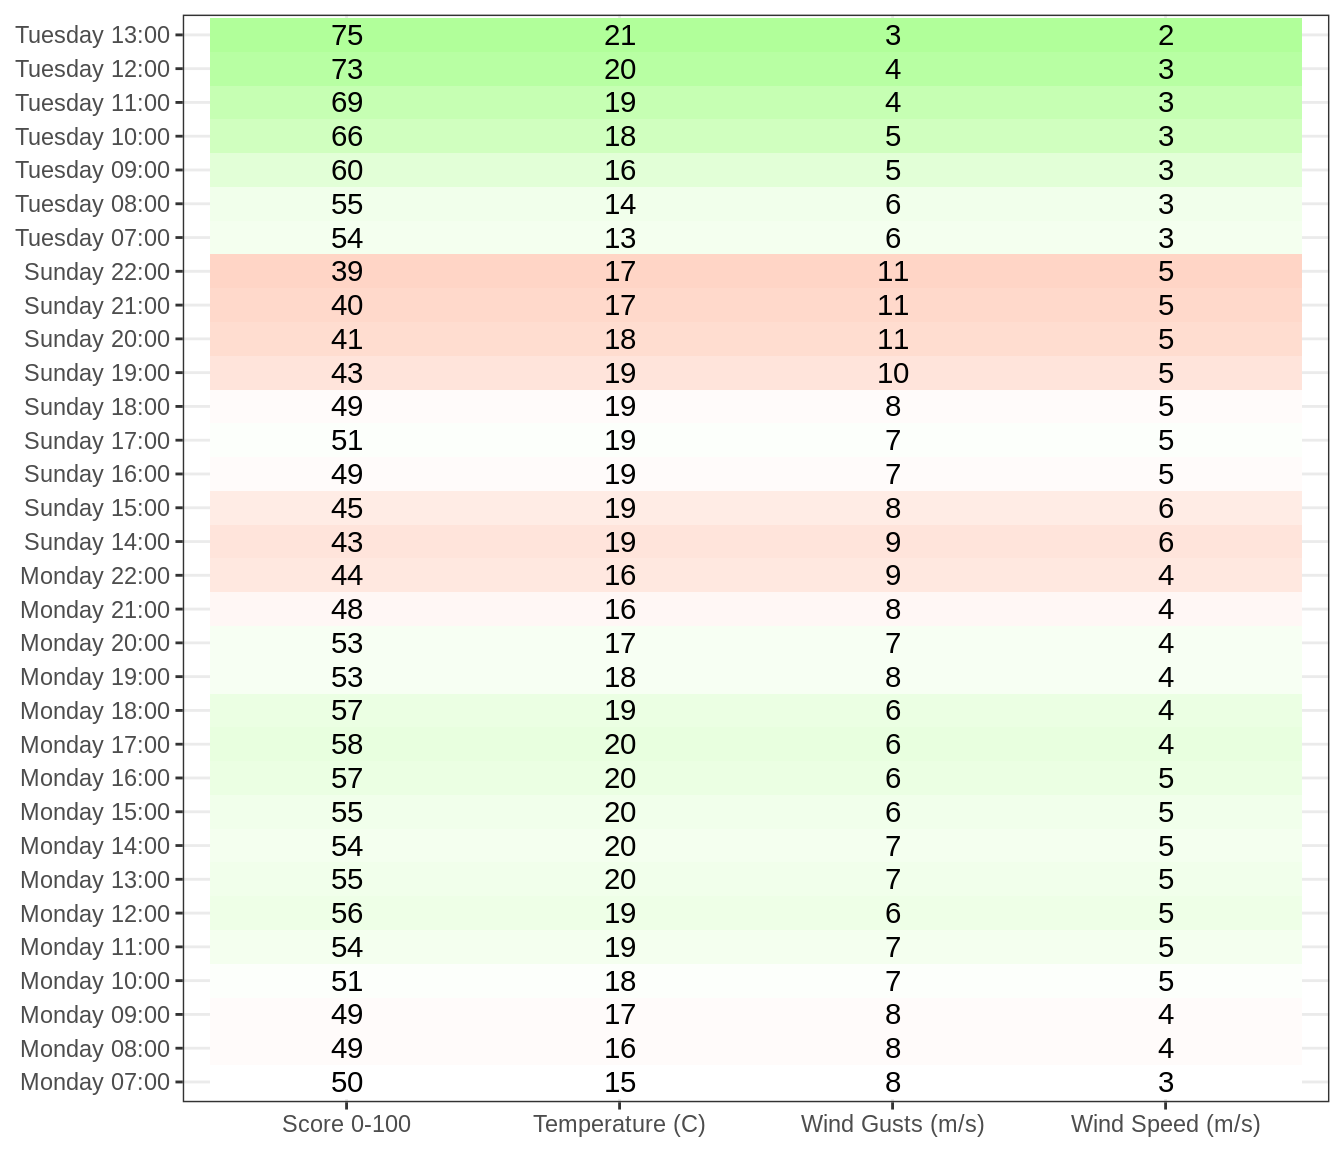 Tuesday 13:00 75 21 3 2
Tuesday 12:00 73 20 4 3
Tuesday 11:00 69 19 4 3
Tuesday 10:00 66 18 5 3
Tuesday 09:00 60 16 5 3
Tuesday 08:00 55 14 6 3
Tuesday 07:00 54 13 6 3
Sunday 22:00 39 17 11 5
Sunday 21:00 40 17 11 5
Sunday 20:00 41 18 11 5
Sunday 19:00 43 19 10 5
Sunday 18:00 49 19 8 5
Sunday 17:00 51 19 7 5
Sunday 16:00 49 19 7 5
Sunday 15:00 45 19 8 6
Sunday 14:00 43 19 9 6
Monday 22:00 44 16 9 4
Monday 21:00 48 16 8 4
Monday 20:00 53 17 7 4
Monday 19:00 53 18 8 4
Monday 18:00 57 19 6 4
Monday 17:00 58 20 6 4
Monday 16:00 57 20 6 5
Monday 15:00 55 20 6 5
Monday 14:00 54 20 7 5
Monday 13:00 55 20 7 5
Monday 12:00 56 19 6 5
Monday 11:00 54 19 7 5
Monday 10:00 51 18 7 5
Monday 09:00 49 17 8 4
Monday 08:00 49 16 8 4
Monday 07:00 50 15 8 3
Score 0-100 Temperature (C) Wind Gusts (m/s) Wind Speed (m/s)